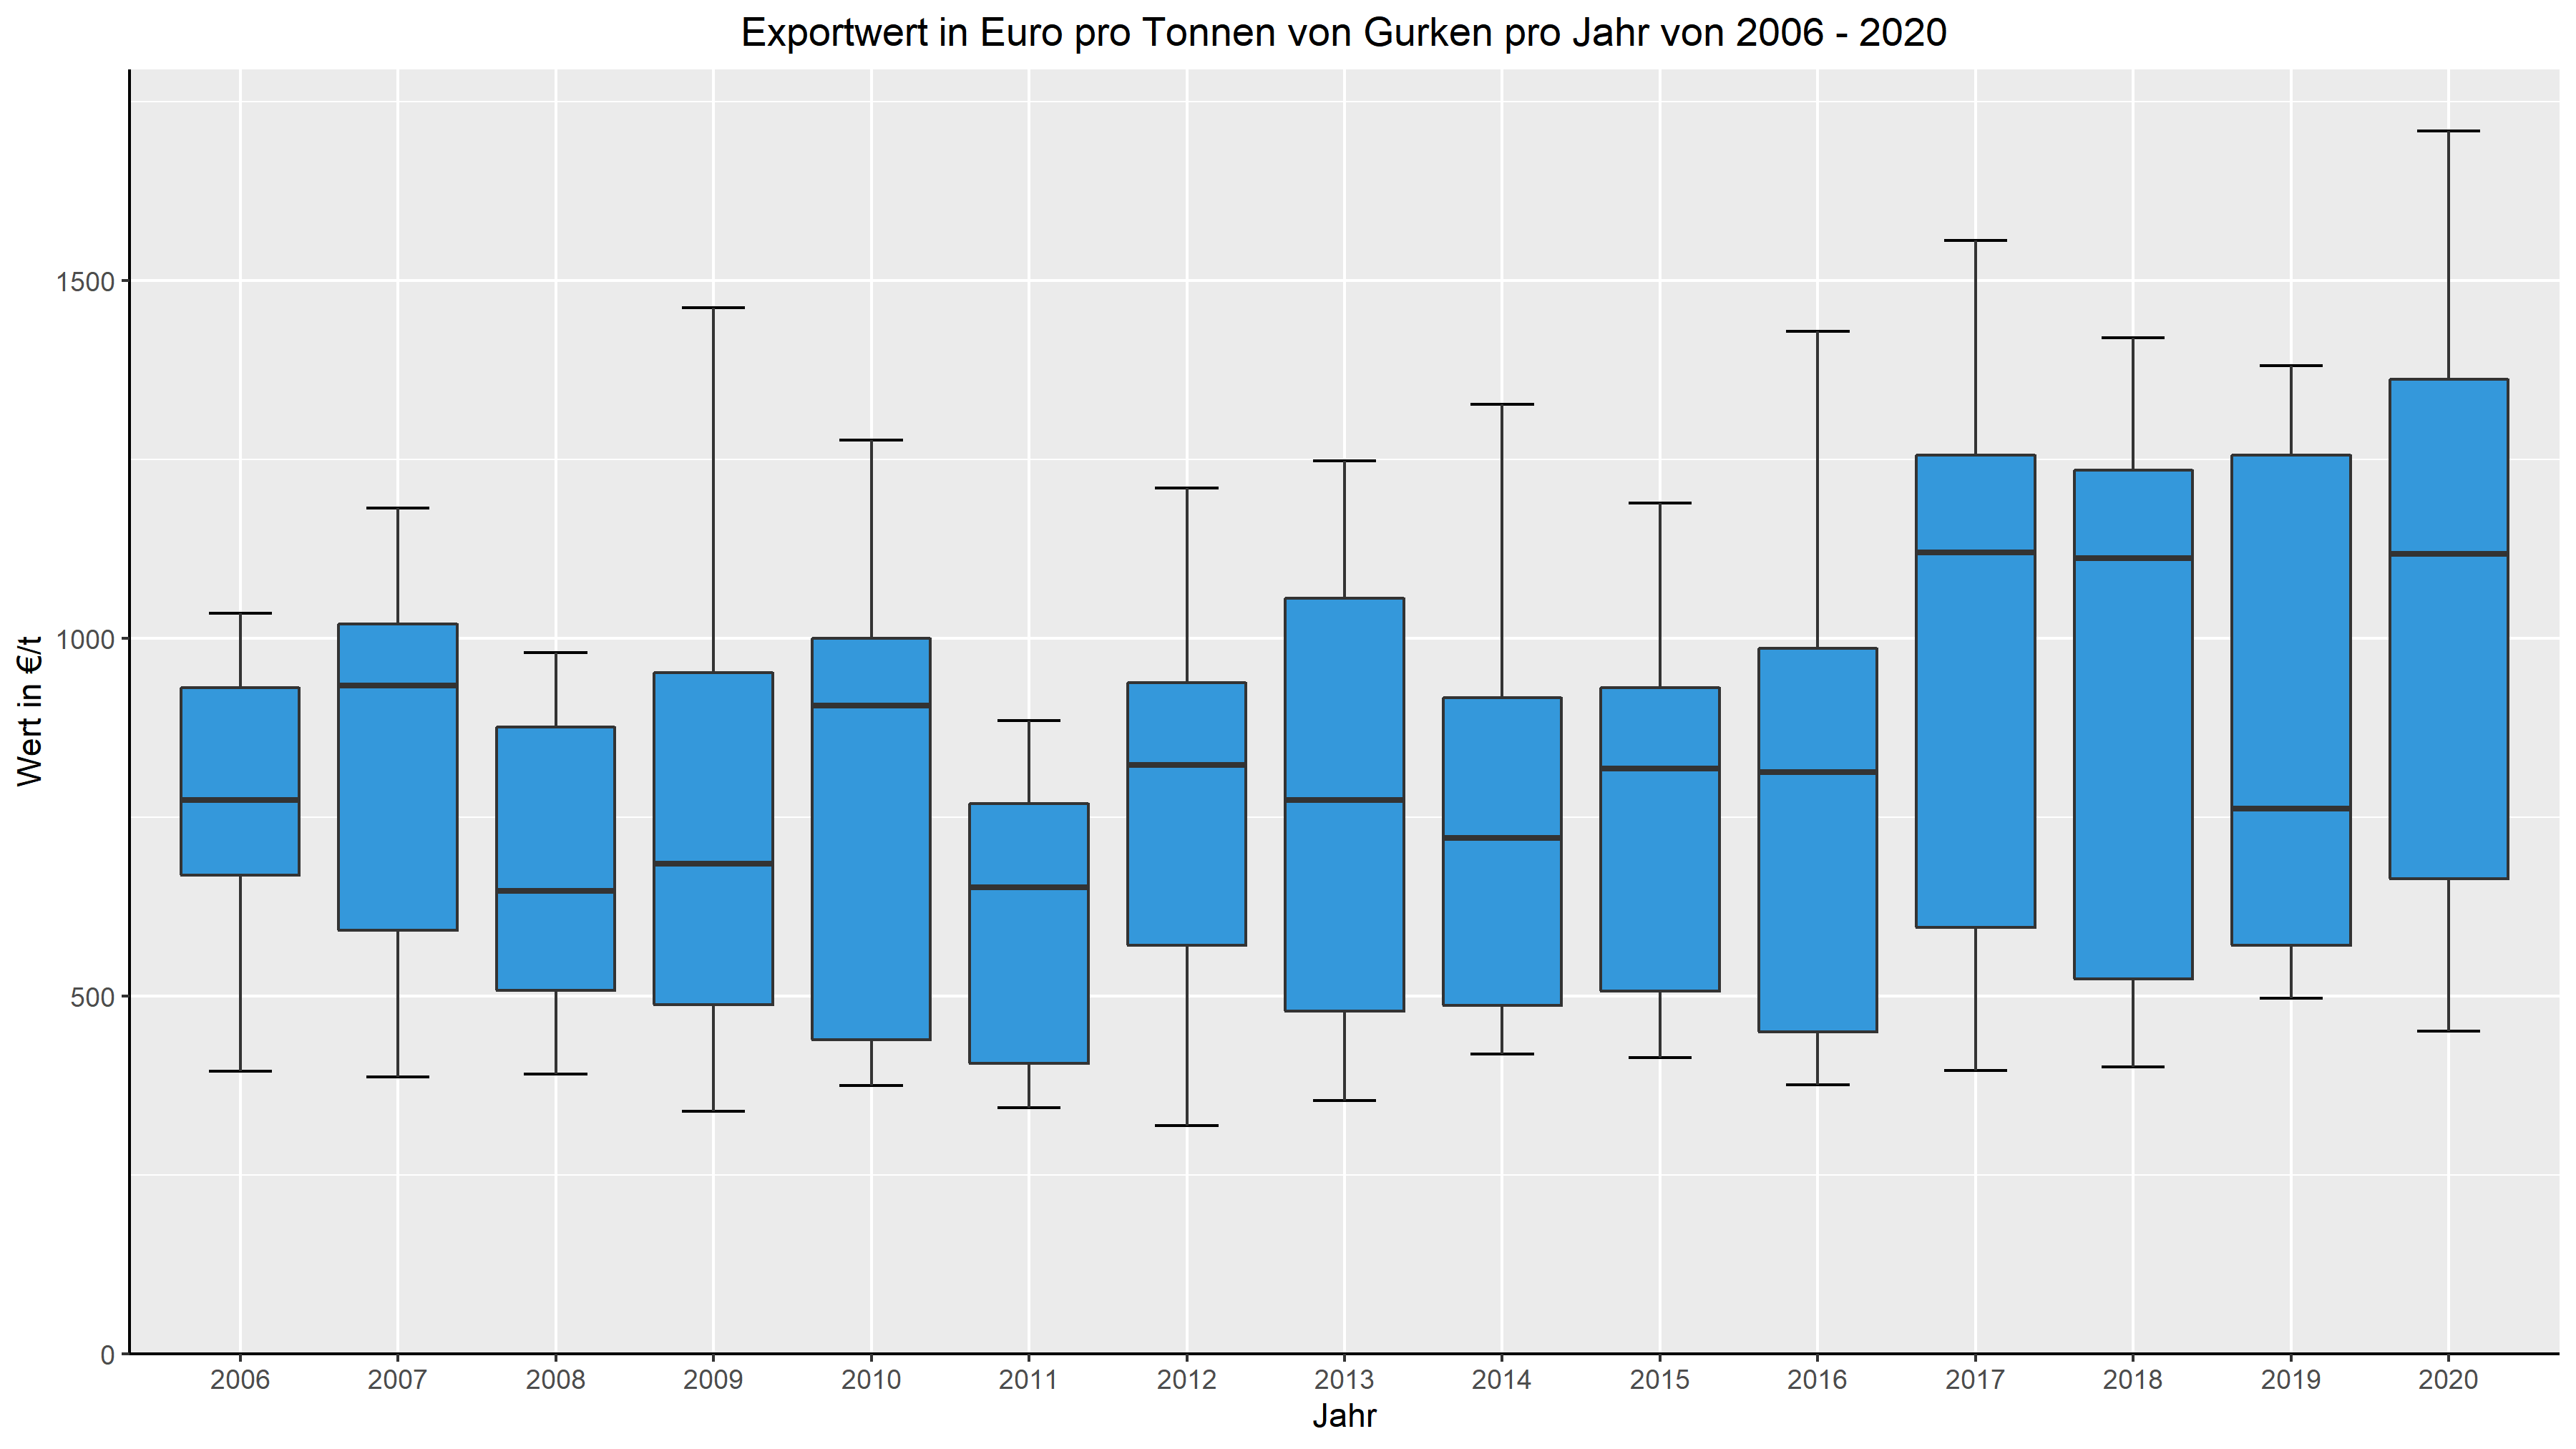 Exportwert in Euro pro Tonnen von Gurken pro Jahr von 2006 - 2020
Wert in €/t
1500
1000
500
0
2006 2007 2008 2009 2010 2011 2012 2013 2014 2015 2016 2017 2018 2019 2020
Jahr